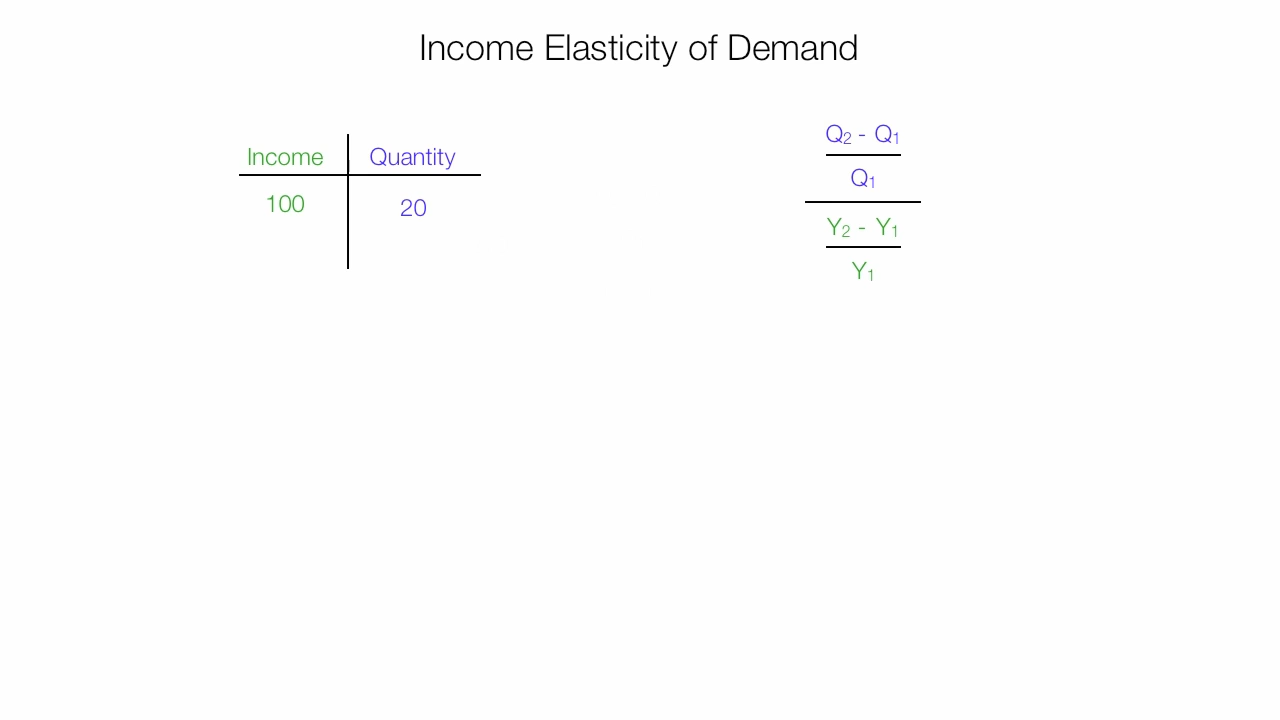 Income Elasticity of Demand
Income Quantity
100 20
Q₂ - Q₁
Q₁
Y₂ - Y₁
Y₁